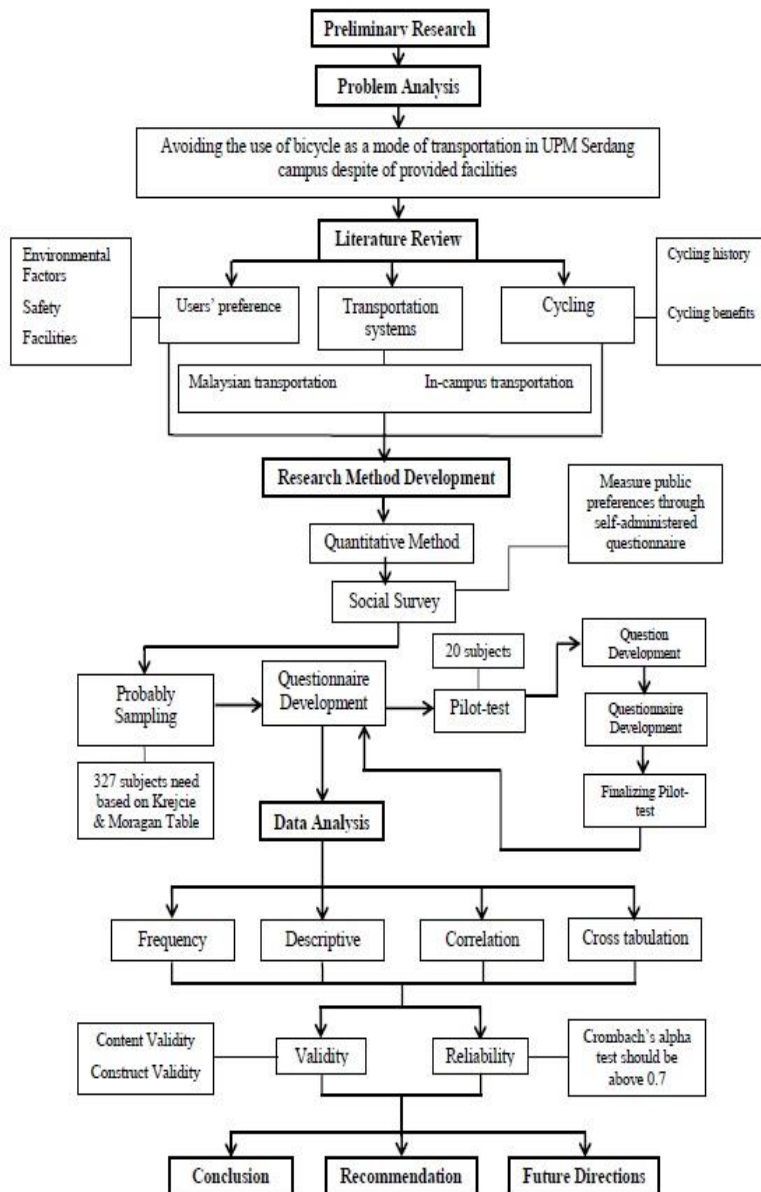 Preliminary Research
Problem Analysis
Avoiding the use of bicycle as a mode of transportation in UPM Serdang
campus despite of provided facilities
Literature Review
Environmental
Factors
Safety
Facilities
Users' preference
Transportation
systems
Cycling
Cycling history
Cycling benefits
Malaysian transportation
In-campus transportation
Research Method Development
Measure public
preferences through
self-administered
questionnaire
Quantitative Method
Social Survey
20 subjects
Question
Development
Probably
Sampling
Questionnaire
Development
Pilot-test
Questionnaire
Development
327 subjects need
based on Krejcie
& Moragan Table
Finalizing Pilot-
test
Data Analysis
Frequency
Descriptive
Correlation
Cross tabulation
Content Validity
Construct Validity
Validity
Reliability
Crombach's alpha
test should be
above 0.7
Conclusion
Recommendation
Future Directions